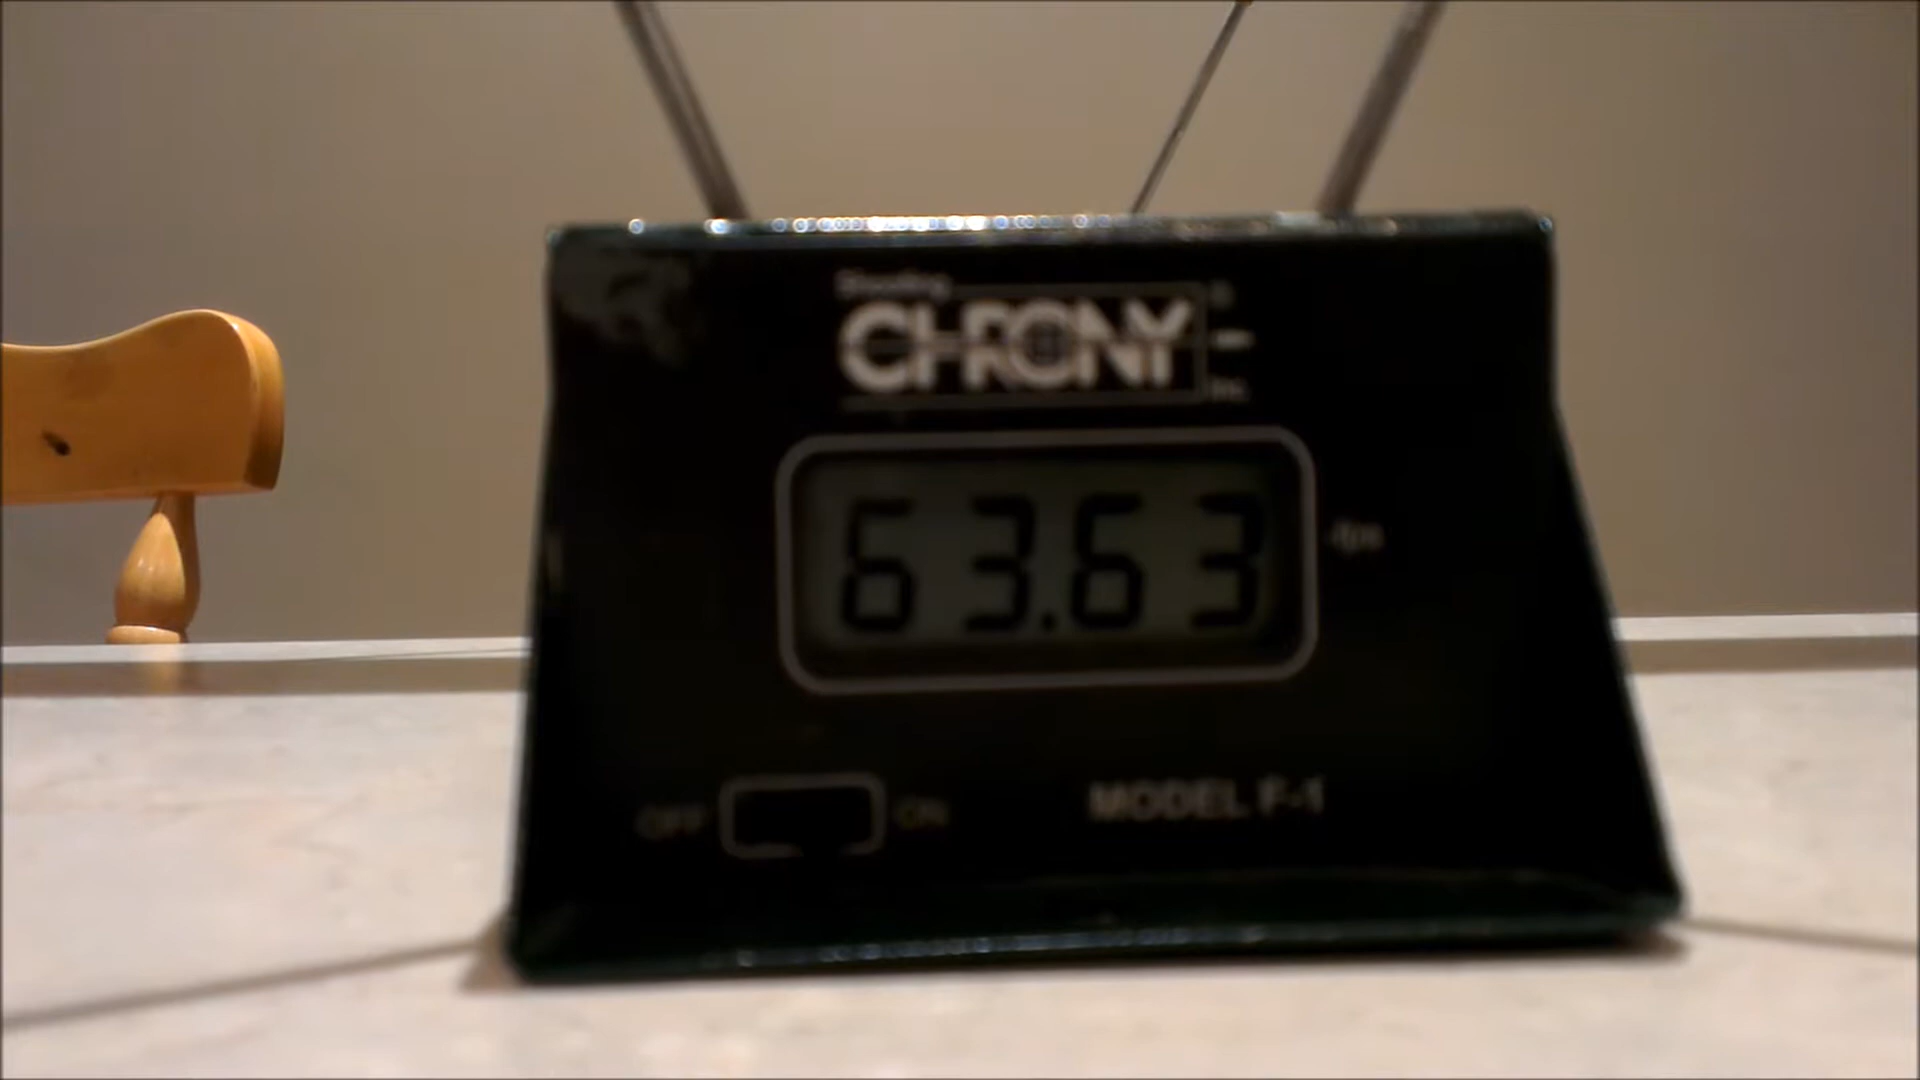 Shooting
CHRONY
Inc.
63.63
fps
OFF ON
MODEL F-1